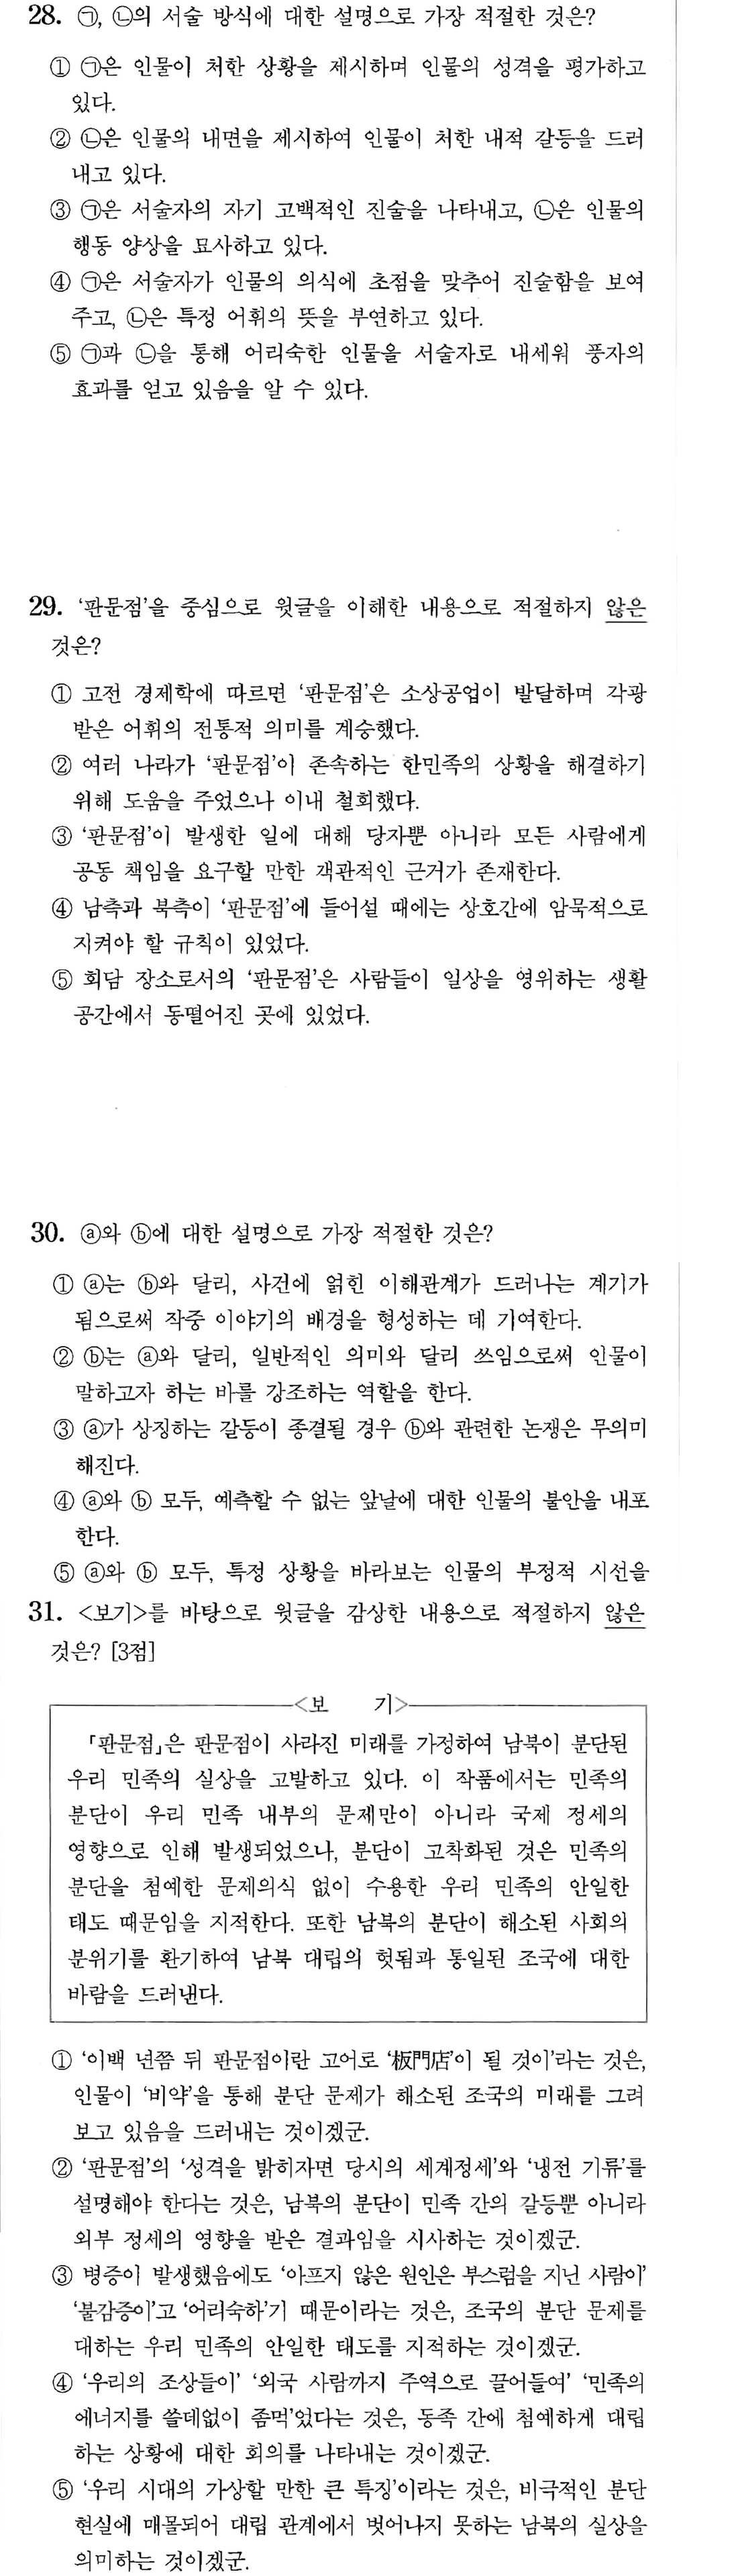 28. ㉠, ㉡의 서술 방식에 대한 설명으로 가장 적절한 것은?
① ㉠은 인물이 처한 상황을 제시하며 인물의 성격을 평가하고
있다.
② ㉡은 인물의 내면을 제시하여 인물이 처한 내적 갈등을 드러
내고 있다.
③ ㉠은 서술자의 자기 고백적인 진술을 나타내고, ㉡은 인물의
행동 양상을 묘사하고 있다.
④ ㉠은 서술자가 인물의 의식에 초점을 맞추어 진술함을 보여
주고, ㉡은 특정 어휘의 뜻을 부연하고 있다.
⑤ ㉠과 ㉡을 통해 어리숙한 인물을 서술자로 내세워 풍자의
효과를 얻고 있음을 알 수 있다.
29. ‘판문점’을 중심으로 윗글을 이해한 내용으로 적절하지 않은
것은?
① 고전 경제학에 따르면 ‘판문점’은 소상공업이 발달하며 각광
받은 어휘의 전통적 의미를 계승했다.
② 여러 나라가 ‘판문점’이 존속하는 한민족의 상황을 해결하기
위해 도움을 주었으나 이내 철회했다.
③ ‘판문점’이 발생한 일에 대해 당자뿐 아니라 모든 사람에게
공동 책임을 요구할 만한 객관적인 근거가 존재한다.
④ 남측과 북측이 ‘판문점’에 들어설 때에는 상호간에 암묵적으로
지켜야 할 규칙이 있었다.
⑤ 회담 장소로서의 ‘판문점’은 사람들이 일상을 영위하는 생활
공간에서 동떨어진 곳에 있었다.
30. ⓐ와 ⓑ에 대한 설명으로 가장 적절한 것은?
① ⓐ는 ⓑ와 달리, 사건에 얽힌 이해관계가 드러나는 계기가
됨으로써 작중 이야기의 배경을 형성하는 데 기여한다.
② ⓑ는 ⓐ와 달리, 일반적인 의미와 달리 쓰임으로써 인물이
말하고자 하는 바를 강조하는 역할을 한다.
③ ⓐ가 상징하는 갈등이 종결될 경우 ⓑ와 관련한 논쟁은 무의미
해진다.
④ ⓐ와 ⓑ 모두, 예측할 수 없는 앞날에 대한 인물의 불안을 내포
한다.
⑤ ⓐ와 ⓑ 모두, 특정 상황을 바라보는 인물의 부정적 시선을
31. <보기>를 바탕으로 윗글을 감상한 내용으로 적절하지 않은
것은? [3점]
<보 기>
「판문점」은 판문점이 사라진 미래를 가정하여 남북이 분단된
우리 민족의 실상을 고발하고 있다. 이 작품에서는 민족의
분단이 우리 민족 내부의 문제만이 아니라 국제 정세의
영향으로 인해 발생되었으나, 분단이 고착화된 것은 민족의
분단을 첨예한 문제의식 없이 수용한 우리 민족의 안일한
태도 때문임을 지적한다. 또한 남북의 분단이 해소된 사회의
분위기를 환기하여 남북 대립의 헛됨과 통일된 조국에 대한
바람을 드러낸다.
① ‘이백 년쯤 뒤 판문점이란 고어로 ‘板門店’이 될 것이’라는 것은,
인물이 ‘비약’을 통해 분단 문제가 해소된 조국의 미래를 그려
보고 있음을 드러내는 것이겠군.
② ‘판문점’의 ‘성격을 밝히자면 당시의 세계정세’와 ‘냉전 기류’를
설명해야 한다는 것은, 남북의 분단이 민족 간의 갈등뿐 아니라
외부 정세의 영향을 받은 결과임을 시사하는 것이겠군.
③ 병증이 발생했음에도 ‘아프지 않은 원인은 부스럼을 지닌 사람이’
‘불감증이’고 ‘어리숙하’기 때문이라는 것은, 조국의 분단 문제를
대하는 우리 민족의 안일한 태도를 지적하는 것이겠군.
④ ‘우리의 조상들이’ ‘외국 사람까지 주역으로 끌어들여’ ‘민족의
에너지를 쓸데없이 좀먹’었다는 것은, 동족 간에 첨예하게 대립
하는 상황에 대한 회의를 나타내는 것이겠군.
⑤ ‘우리 시대의 가상할 만한 큰 특징’이라는 것은, 비극적인 분단
현실에 매몰되어 대립 관계에서 벗어나지 못하는 남북의 실상을
의미하는 것이겠군.